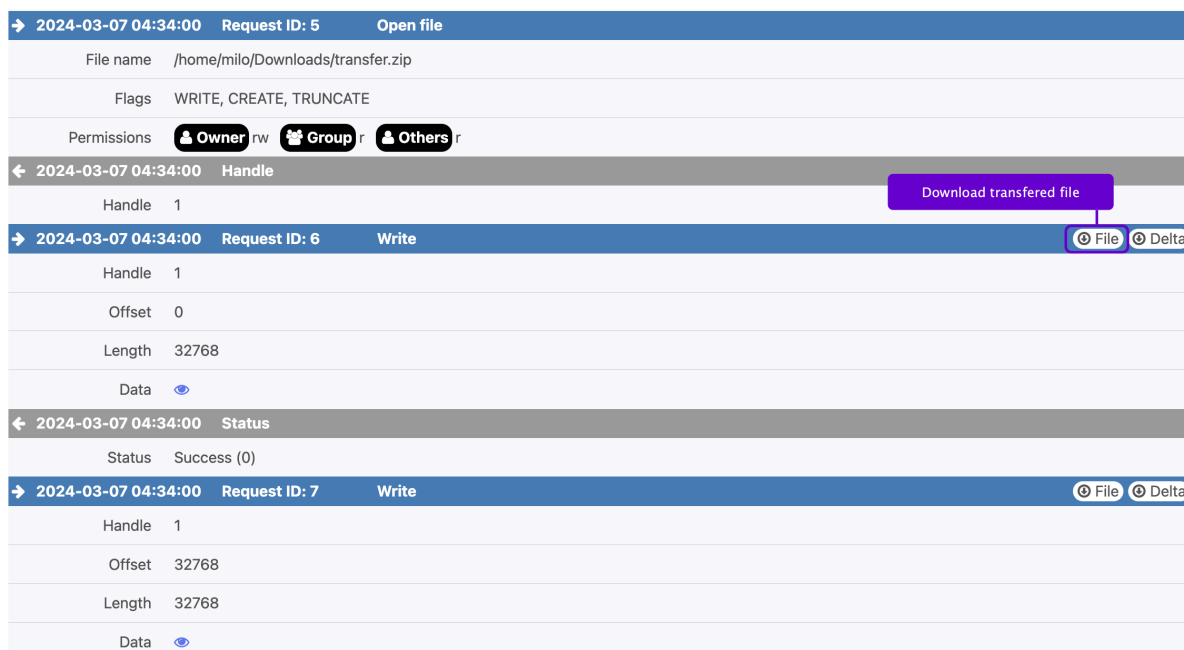 2024-03-07 04:34:00 Request ID: 5 Open file
File name /home/milo/Downloads/transfer.zip
Flags WRITE, CREATE, TRUNCATE
Permissions Owner rw Group r Others r
2024-03-07 04:34:00 Handle
Download transfered file
Handle 1
2024-03-07 04:34:00 Request ID: 6 Write File Delta
Handle 1
Offset 0
Length 32768
Data
2024-03-07 04:34:00 Status
Status Success (0)
2024-03-07 04:34:00 Request ID: 7 Write File Delta
Handle 1
Offset 32768
Length 32768
Data